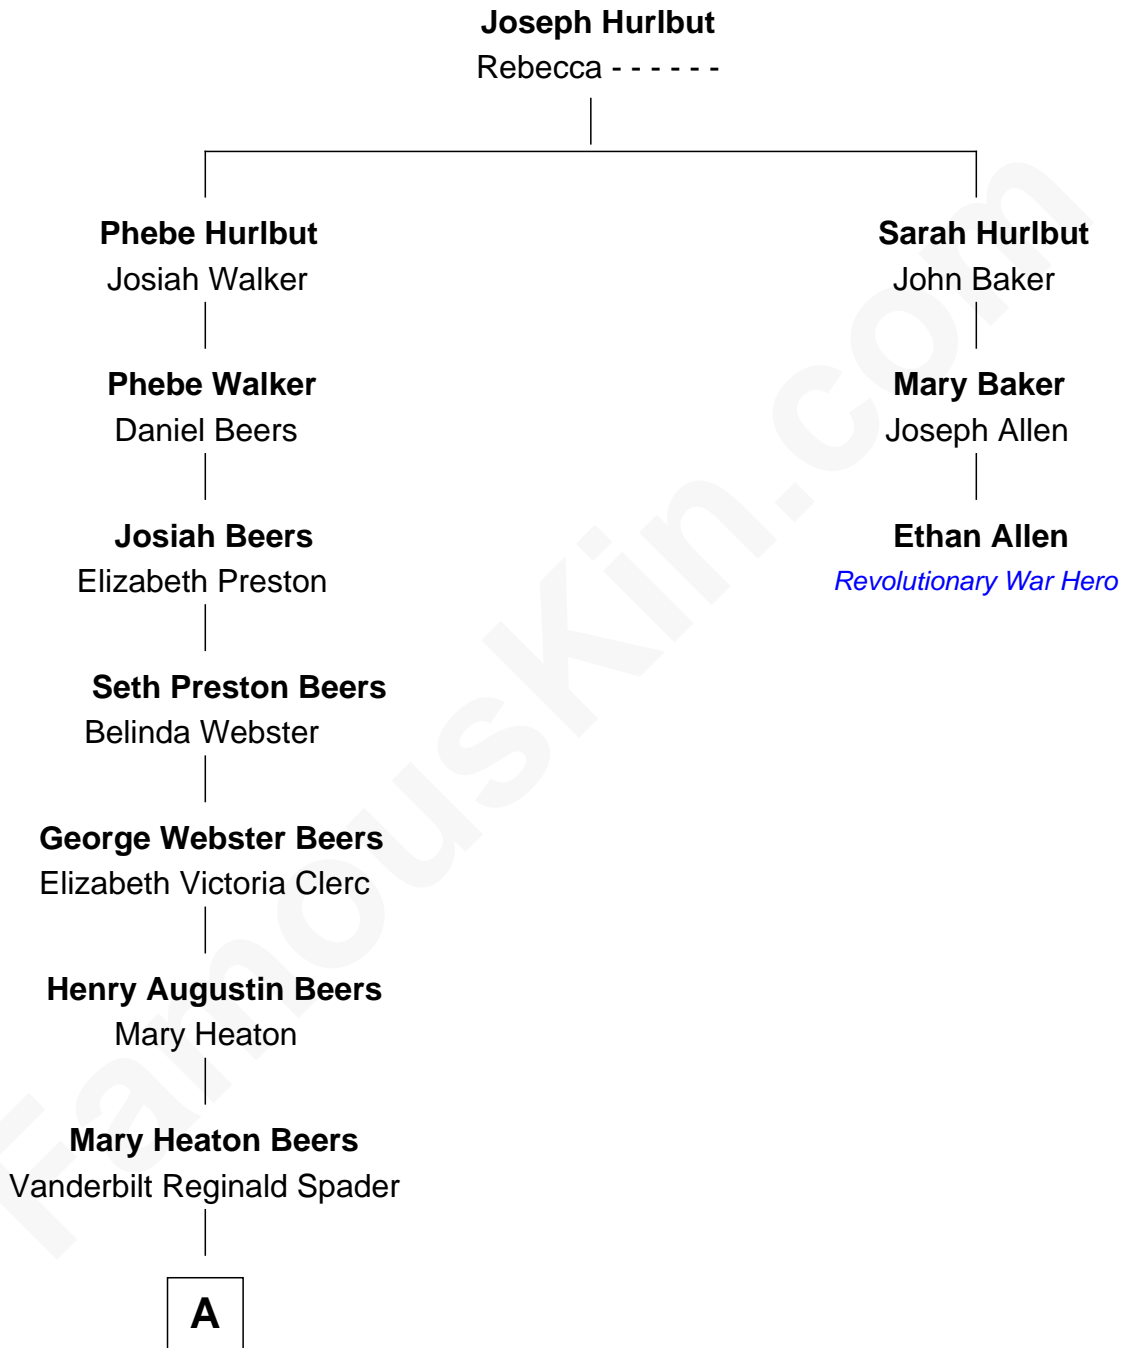 Joseph Hurlbut
Rebecca - - - - - -
Phebe Hurlbut
Josiah Walker
Sarah Hurlbut
John Baker
Phebe Walker
Daniel Beers
Mary Baker
Joseph Allen
Josiah Beers
Elizabeth Preston
Ethan Allen
Revolutionary War Hero
Seth Preston Beers
Belinda Webster
George Webster Beers
Elizabeth Victoria Clerc
Henry Augustin Beers
Mary Heaton
Mary Heaton Beers
Vanderbilt Reginald Spader
A
FamousKin.com